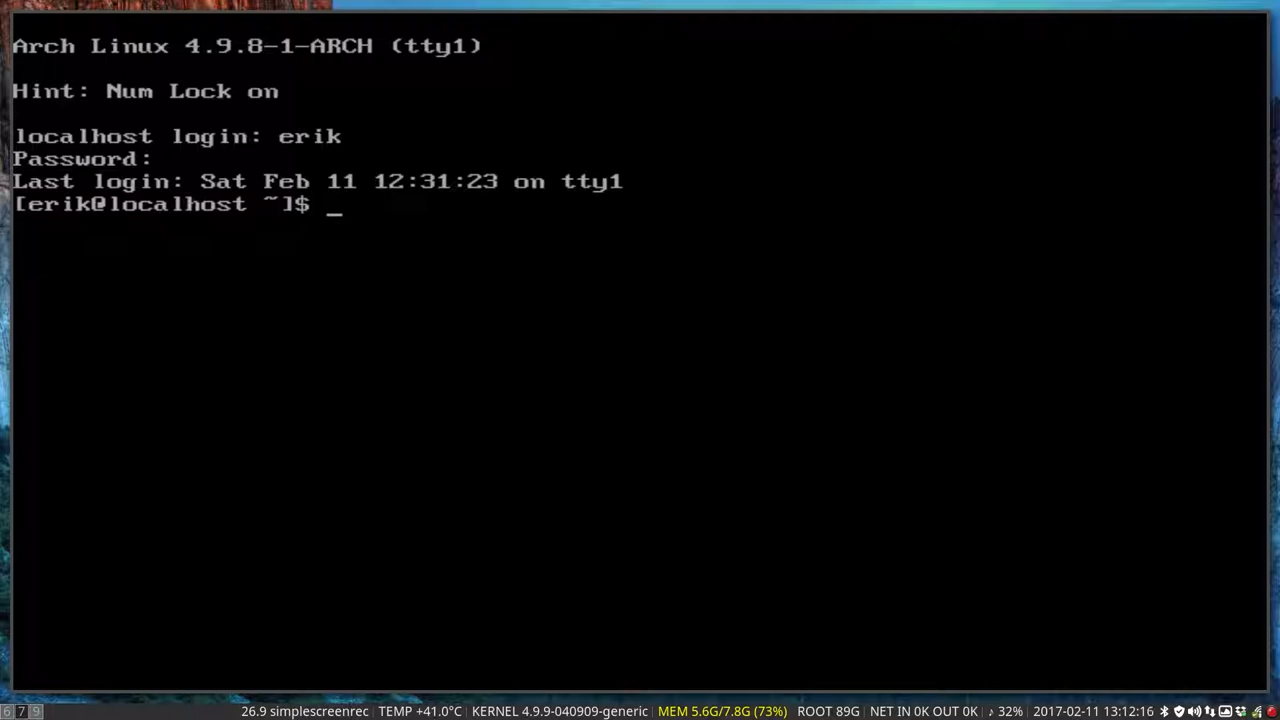 Arch Linux 4.9.8-1-ARCH (tty1)
Hint: Num Lock on
localhost login: erik
Password:
Last login: Sat Feb 11 12:31:23 on tty1
[erik@localhost ~]$ _
6 7 9 26.9 simplescreenrec TEMP +41.0°C KERNEL 4.9.9-040909-generic MEM 5.6G/7.8G (73%) ROOT 89G NET IN 0K OUT 0K ♪ 32% 2017-02-11 13:12:16